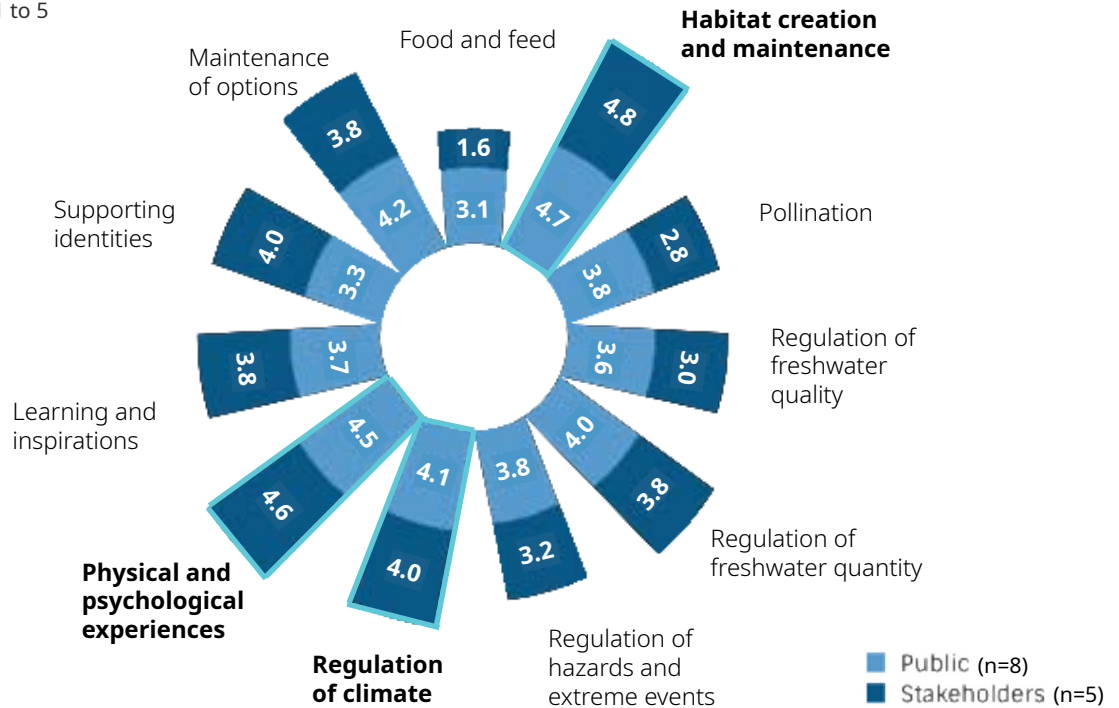 1 to 5
Food and feed
Habitat creation
and maintenance
Maintenance
of options
4.8
3.8
1.6
4.7
4.2
3.1
Supporting
identities
Pollination
4.0
3.3
2.8
3.8
Regulation of
freshwater
quality
3.8
3.7
3.6
3.0
Learning and
inspirations
4.5
4.6
4.1
4.0
3.8
3.2
4.0
3.8
Regulation of
freshwater quantity
Physical and
psychological
experiences
Regulation
of climate
Regulation of
hazards and
extreme events
Public (n=8)
Stakeholders (n=5)